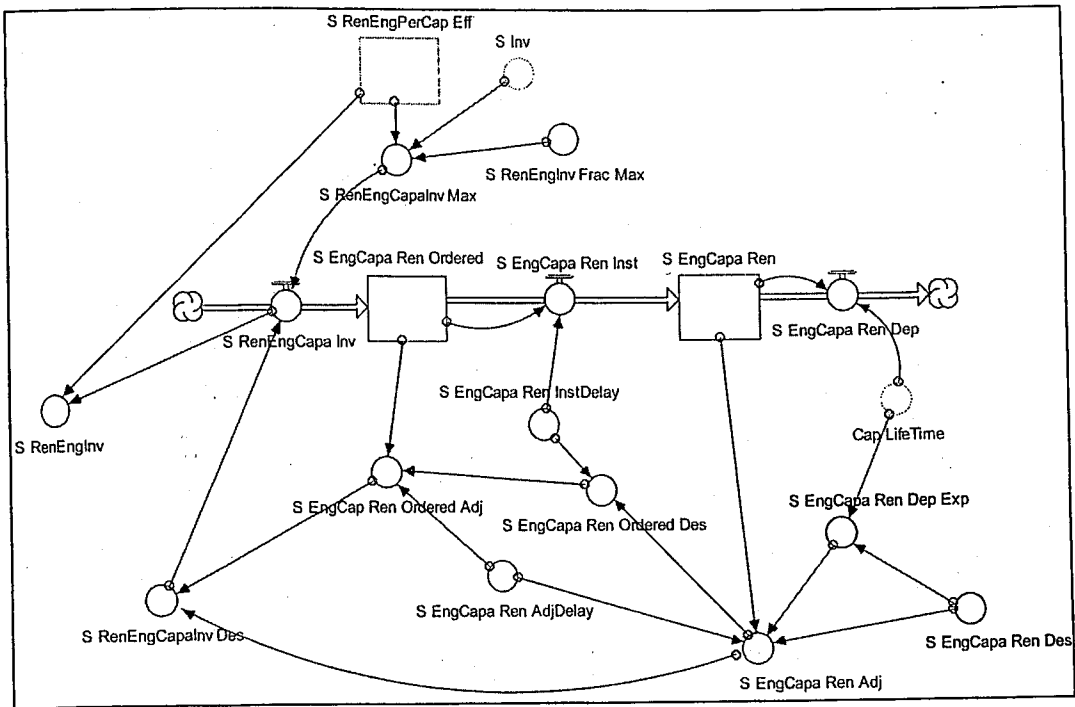 S RenEngPerCap Eff
S Inv
S RenEngInv Frac Max
S RenEngCapaInv Max
S EngCapa Ren Ordered
S EngCapa Ren Inst
S EngCapa Ren
S RenEngCapa Inv
S EngCapa Ren Dep
S EngCapa Ren InstDelay
Cap LifeTime
S RenEngInv
S EngCap Ren Ordered Adj
S EngCapa Ren Ordered Des
S EngCapa Ren Dep Exp
S EngCapa Ren AdjDelay
S RenEngCapaInv Des
S EngCapa Ren Des
S EngCapa Ren Adj